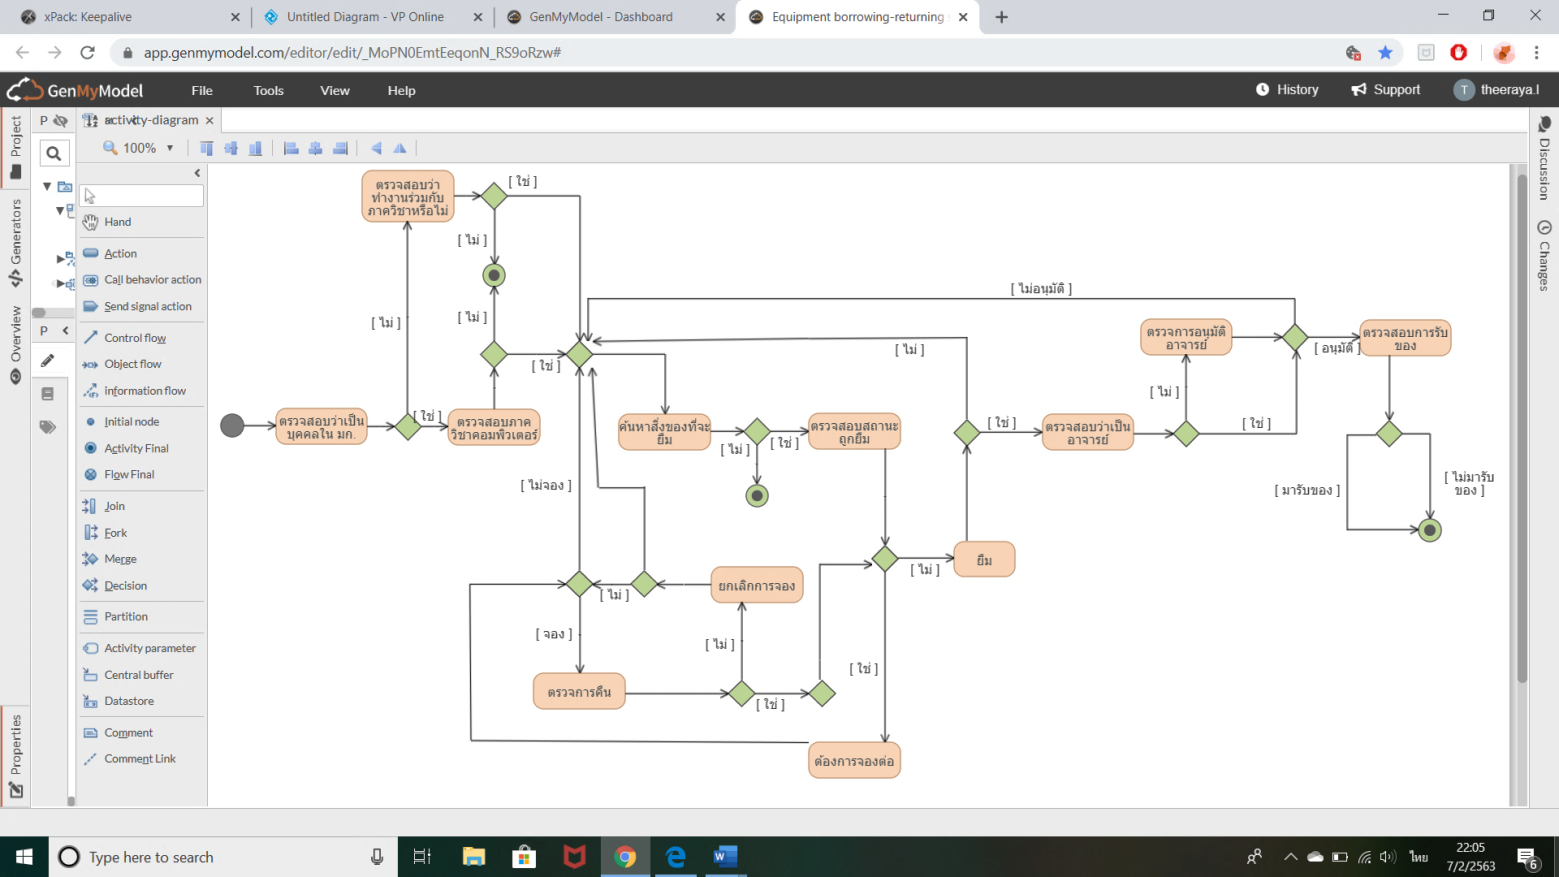 xPack: Keepalive
Untitled Diagram - VP Online
GenMyModel - Dashboard
Equipment borrowing-returning
app.genmymodel.com/editor/edit/_MoPN0EmtEeqonN_RS9oRzw#
GenMyModel
File
Tools
View
Help
History
Support
T
theeraya.l
Project
Generators
Overview
Properties
P
P
activity-diagram
100%
Hand
Action
Call behavior action
Send signal action
Control flow
Object flow
information flow
Initial node
Activity Final
Flow Final
Join
Fork
Merge
Decision
Partition
Activity parameter
Central buffer
Datastore
Comment
Comment Link
Discussion
Changes
ตรวจสอบว่า
ทำงานร่วมกับ
ภาควิชาหรือไม่
[ ใช่ ]
[ ไม่ ]
[ ไม่ ]
[ ไม่ ]
[ ใช่ ]
ตรวจสอบว่าเป็น
บุคคลใน มก.
[ ใช่ ]
ตรวจสอบภาค
วิชาคอมพิวเตอร์
[ ไม่อนุมัติ ]
[ ไม่ ]
ตรวจการอนุมัติ
อาจารย์
[ อนุมัติ ]
ตรวจสอบการรับ
ของ
ค้นหาสิ่งของที่จะ
ยืม
[ ไม่ ]
[ ใช่ ]
ตรวจสอบสถานะ
ถูกยืม
[ ใช่ ]
ตรวจสอบว่าเป็น
อาจารย์
[ ไม่ ]
[ ใช่ ]
[ มารับของ ]
[ ไม่มารับ
ของ ]
[ ไม่จอง ]
[ ไม่ ]
ยกเลิกการจอง
[ ไม่ ]
ยืม
[ จอง ]
[ ไม่ ]
[ ใช่ ]
ตรวจการคืน
[ ใช่ ]
ต้องการจองต่อ
Type here to search
ไทย
22:05
7/2/2563
6